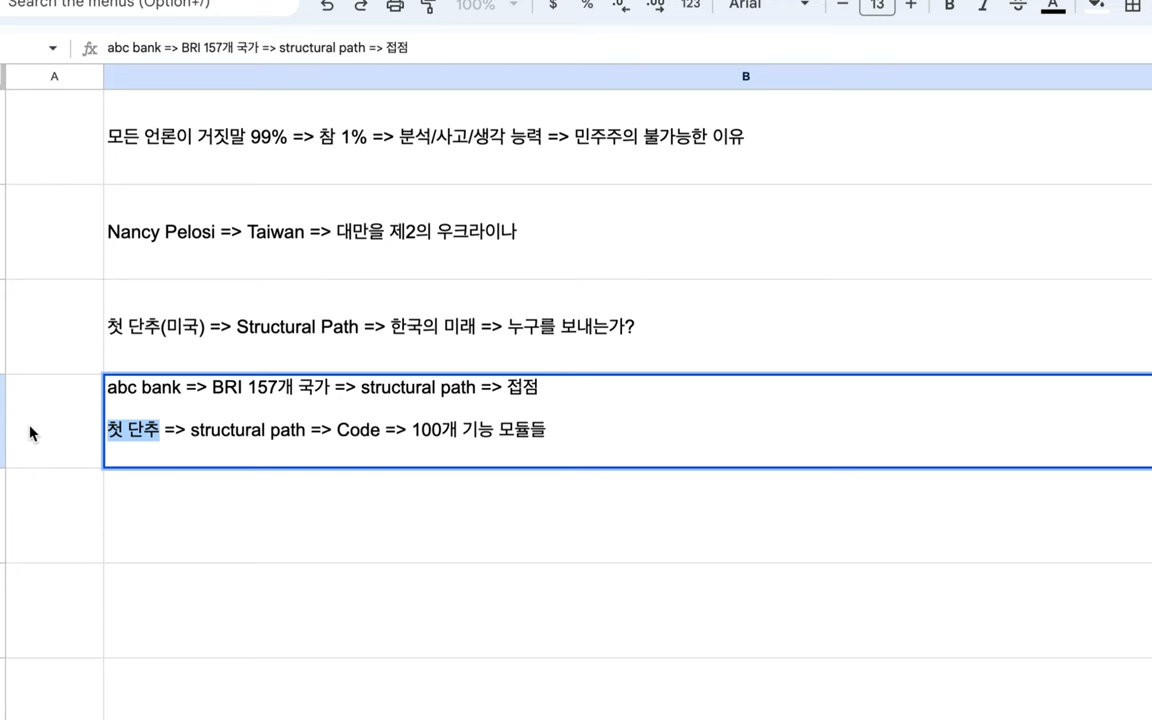 Search the menus (Option+/)
100%
$ % .0 .00 123 Arial 13 B I S A
fx abc bank => BRI 157개 국가 => structural path => 접점
A B
모든 언론이 거짓말 99% => 참 1% => 분석/사고/생각 능력 => 민주주의 불가능한 이유
Nancy Pelosi => Taiwan => 대만을 제2의 우크라이나
첫 단추(미국) => Structural Path => 한국의 미래 => 누구를 보내는가?
abc bank => BRI 157개 국가 => structural path => 접점
첫 단추 => structural path => Code => 100개 기능 모듈들